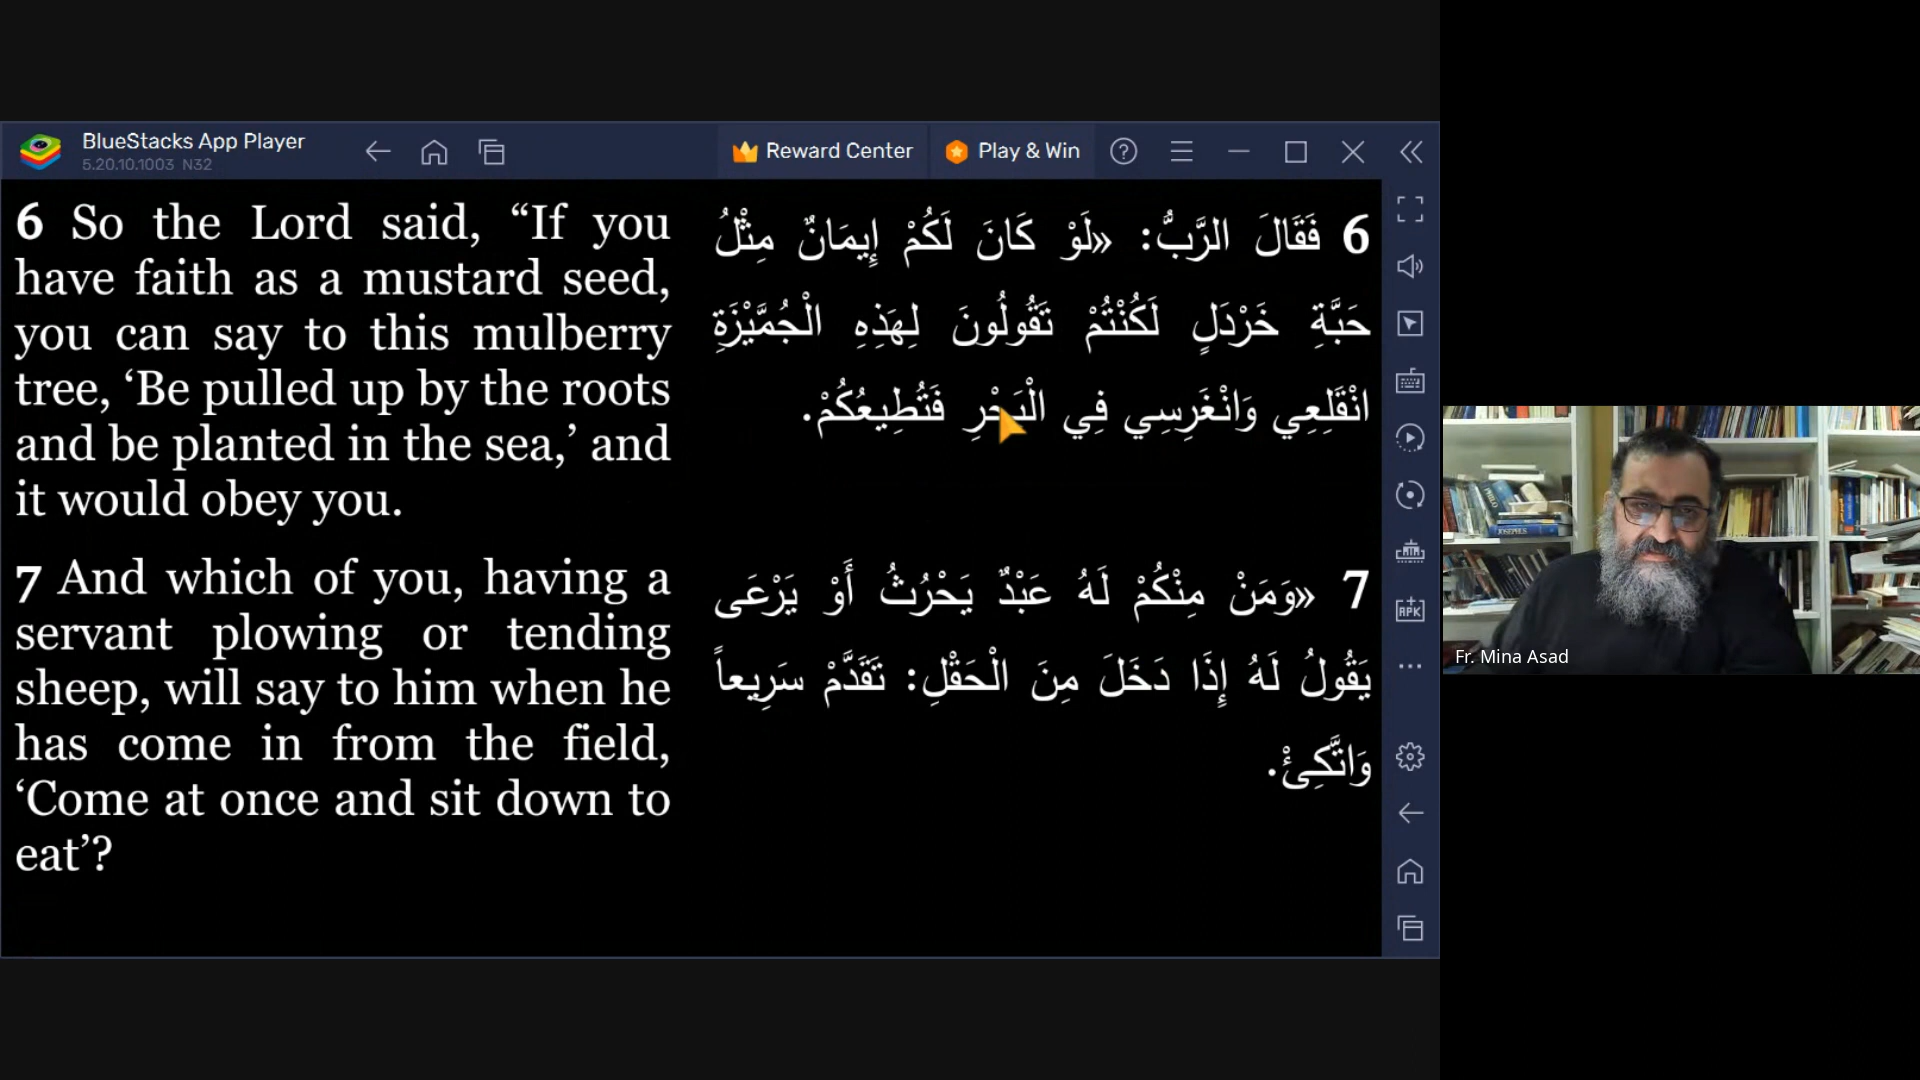 BlueStacks App Player
5.20.10.1003 N32
Reward Center
Play & Win
6 So the Lord said, “If you
have faith as a mustard seed,
you can say to this mulberry
tree, ‘Be pulled up by the roots
and be planted in the sea,’ and
it would obey you.
7 And which of you, having a
servant plowing or tending
sheep, will say to him when he
has come in from the field,
‘Come at once and sit down to
eat’?
6 فَقَالَ الرَّبُّ: «لَوْ كَانَ لَكُمْ إِيمَانٌ مِثْلُ
حَبَّةِ خَرْدَلٍ لَكُنْتُمْ تَقُولُونَ لِهَذِهِ الْجُمَّيْزَةِ
انْقَلِعِي وَانْغَرِسِي فِي الْبَحْرِ فَتُطِيعُكُمْ.
7 «وَمَنْ مِنْكُمْ لَهُ عَبْدٌ يَحْرُثُ أَوْ يَرْعَى
يَقُولُ لَهُ إِذَا دَخَلَ مِنَ الْحَقْلِ: تَقَدَّمْ سَرِيعاً
وَاتَّكِئْ.
APK
Fr. Mina Asad